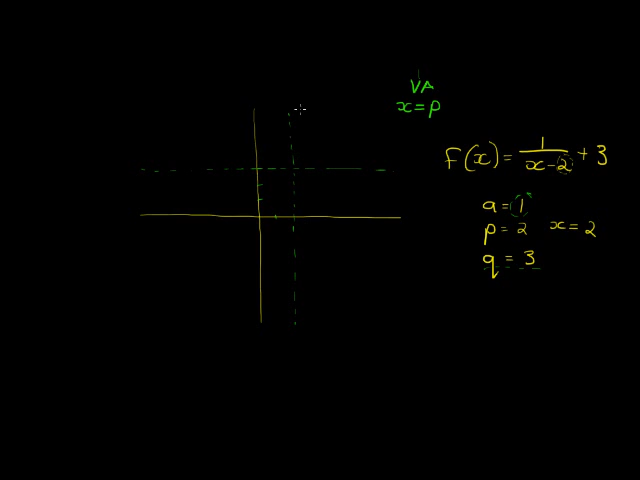 VA
x = p
f(x) = 1/(x-2) + 3
a = 1
p = 2 x = 2
q = 3